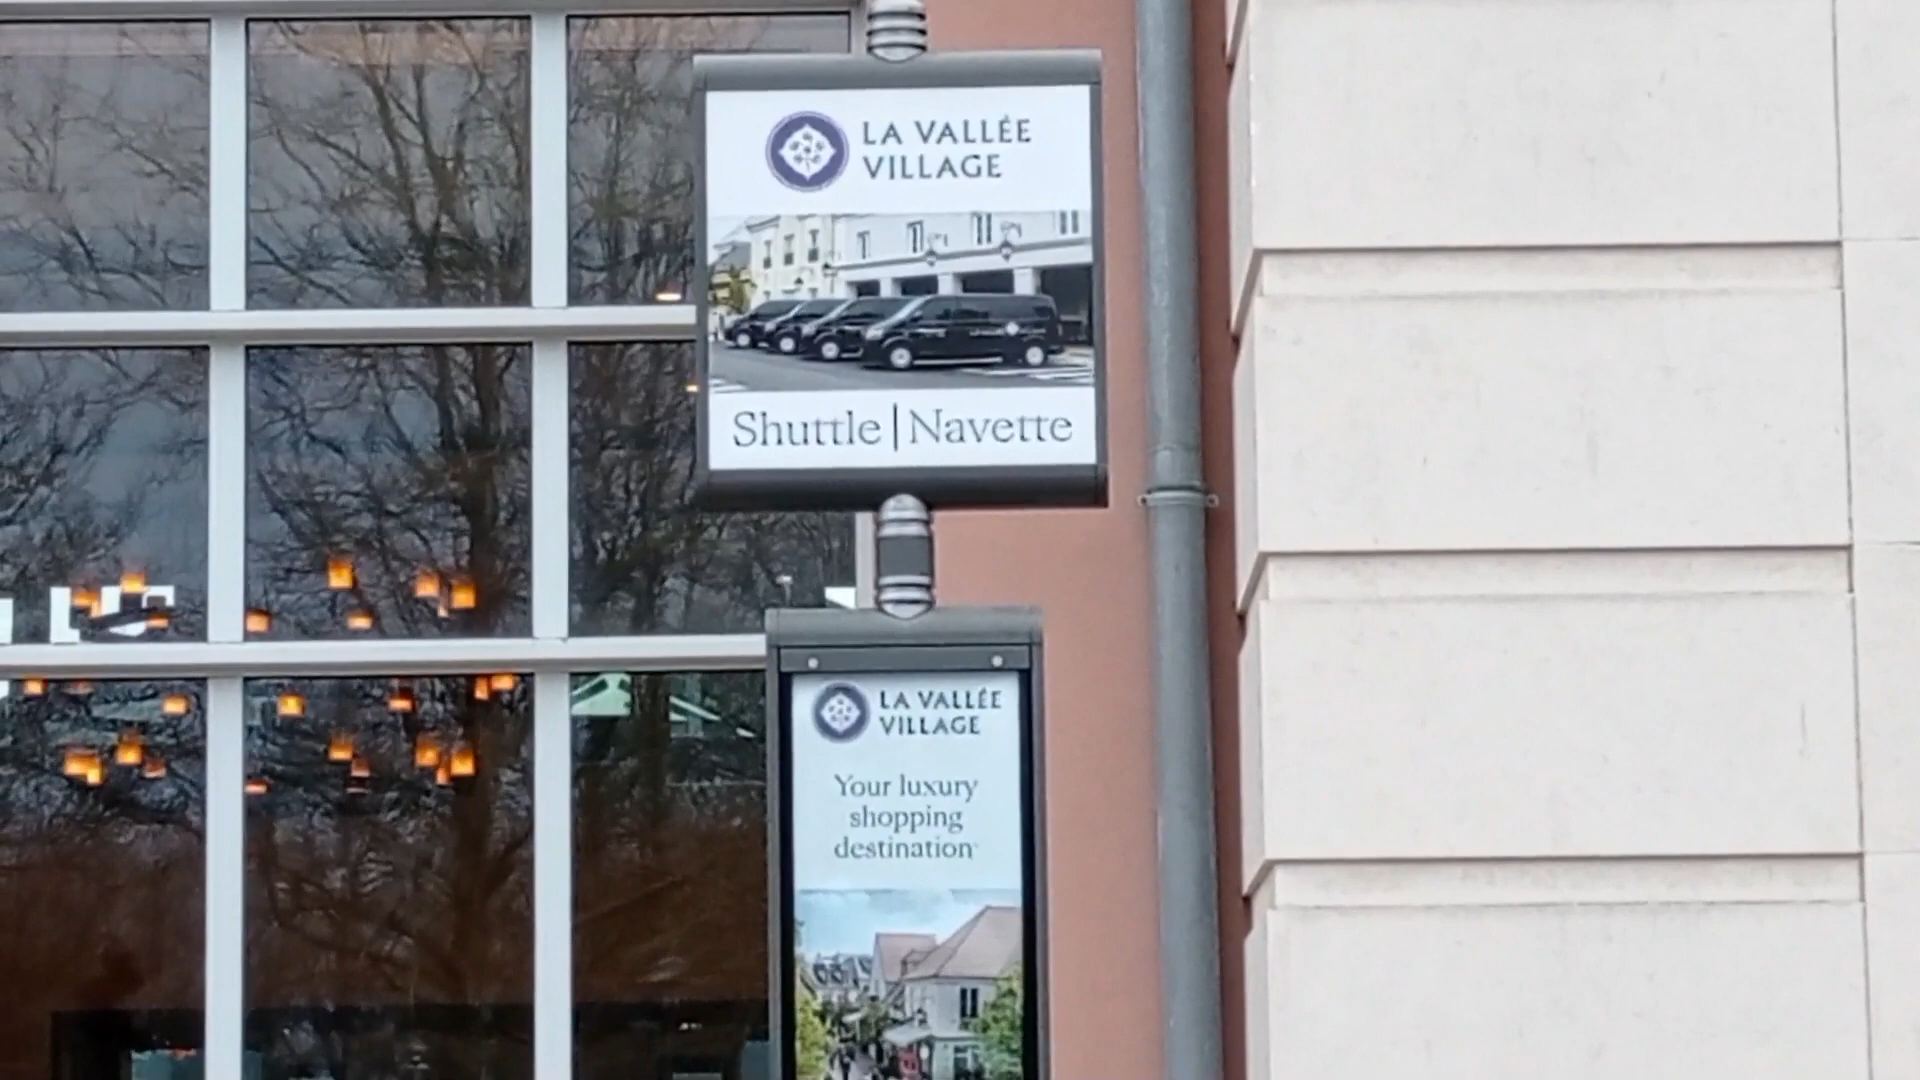 LA VALLÉE
VILLAGE
Shuttle | Navette
LA VALLÉE
VILLAGE
Your luxury
shopping
destination